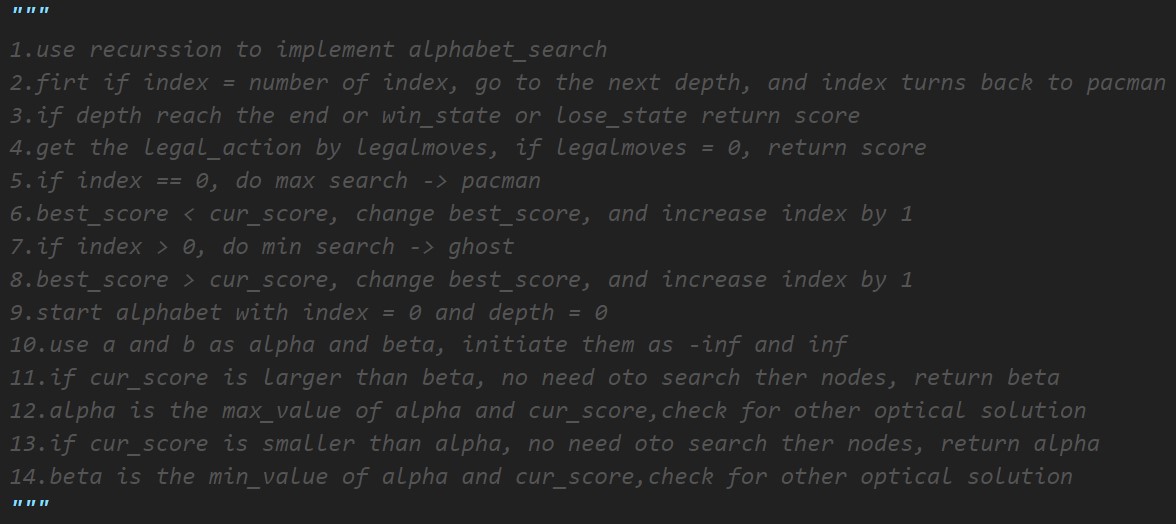 """
1.use recurssion to implement alphabet_search
2.firt if index = number of index, go to the next depth, and index turns back to pacman
3.if depth reach the end or win_state or lose_state return score
4.get the legal_action by legalmoves, if legalmoves = 0, return score
5.if index == 0, do max search -> pacman
6.best_score < cur_score, change best_score, and increase index by 1
7.if index > 0, do min search -> ghost
8.best_score > cur_score, change best_score, and increase index by 1
9.start alphabet with index = 0 and depth = 0
10.use a and b as alpha and beta, initiate them as -inf and inf
11.if cur_score is larger than beta, no need oto search ther nodes, return beta
12.alpha is the max_value of alpha and cur_score,check for other optical solution
13.if cur_score is smaller than alpha, no need oto search ther nodes, return alpha
14.beta is the min_value of alpha and cur_score,check for other optical solution
"""